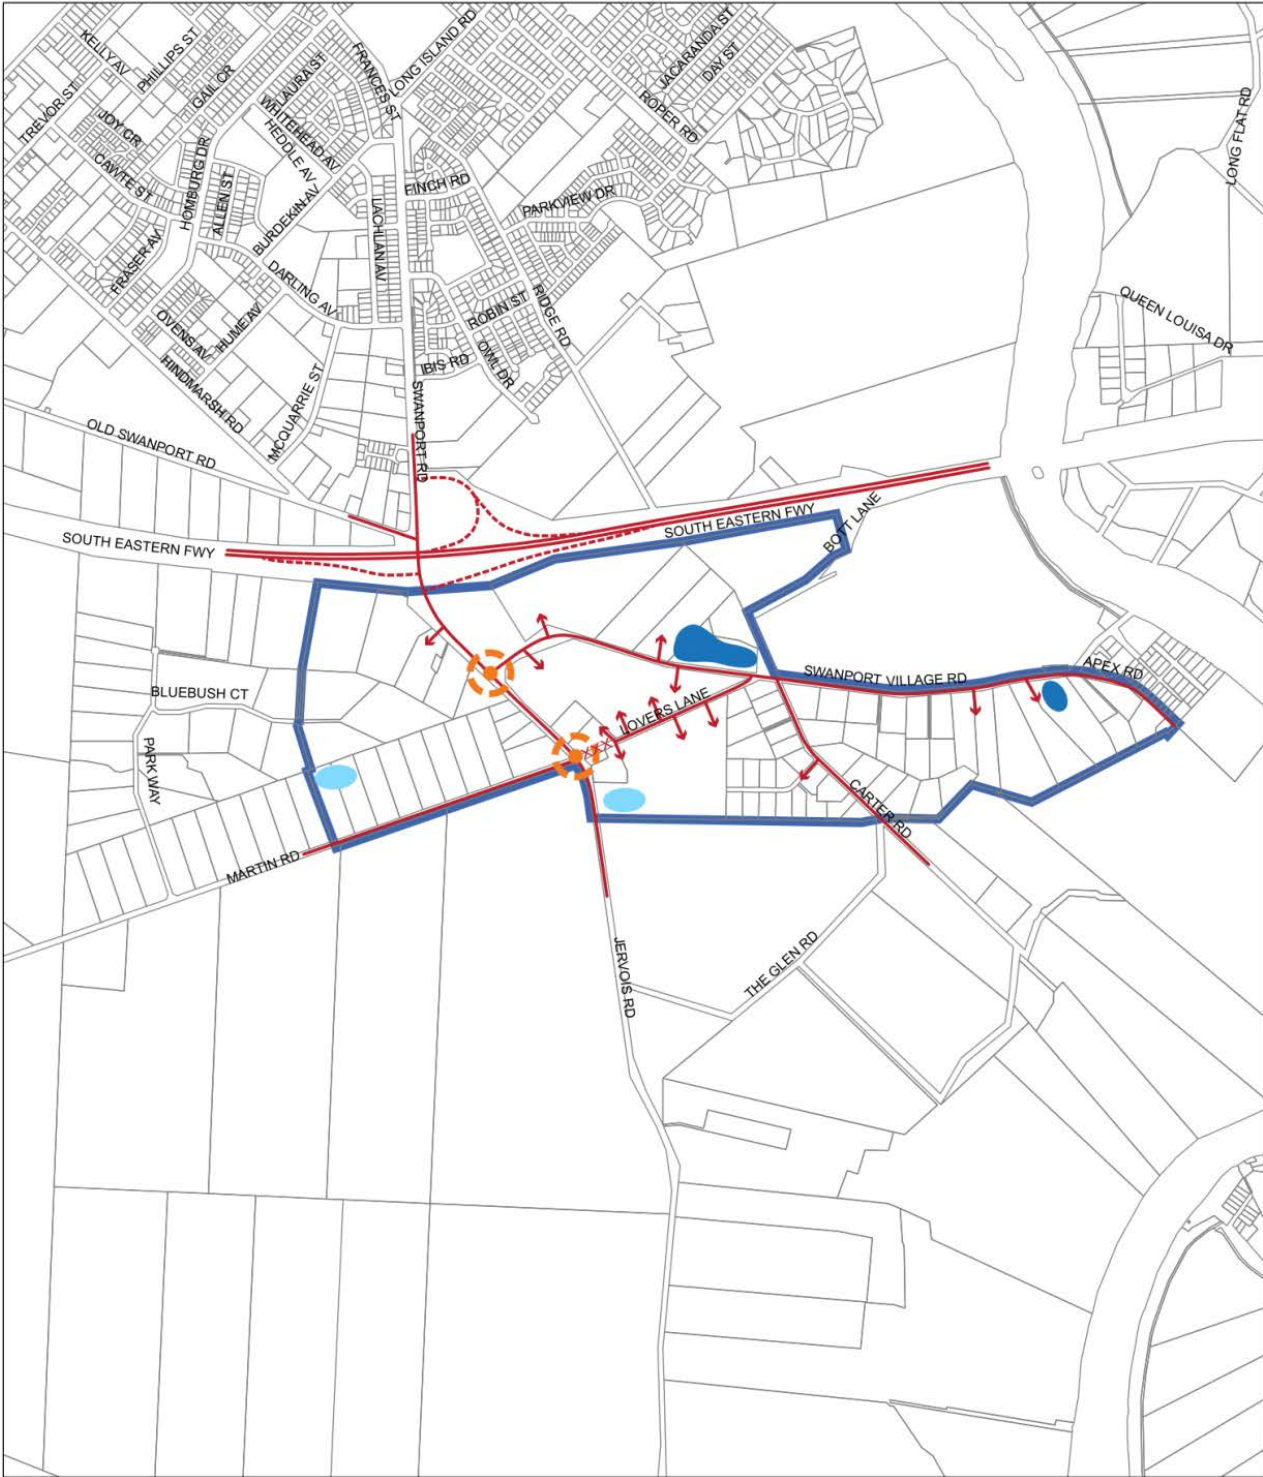 KELLY AV
PHILLIPS ST
TREVOR ST
JOY CR
GAIL CR
LAURA ST
WHITEHEAD AV
HEDDLE AV
FRANCES ST
LONG ISLAND RD
JACARANDA ST
DAY ST
ROPER RD
LONG FLAT RD
CAWTE ST
HOMBURG DR
ALLEN ST
BURDEKIN AV
LACHLAN AV
FINCH RD
PARKVIEW DR
FRASER AV
DARLING AV
OVENS AV
HUME AV
HINDMARSH RD
MCQUARRIE ST
ROBIN ST
RIDGE RD
IBIS RD
OWL DR
QUEEN LOUISA DR
SWANPORT RD
OLD SWANPORT RD
SOUTH EASTERN FWY
SOUTH EASTERN FWY
BOTT LANE
BLUEBUSH CT
PARK WAY
LOVERS LANE
XXX
SWANPORT VILLAGE RD
APEX RD
CARTER RD
MARTIN RD
JERVOIS RD
THE GLEN RD